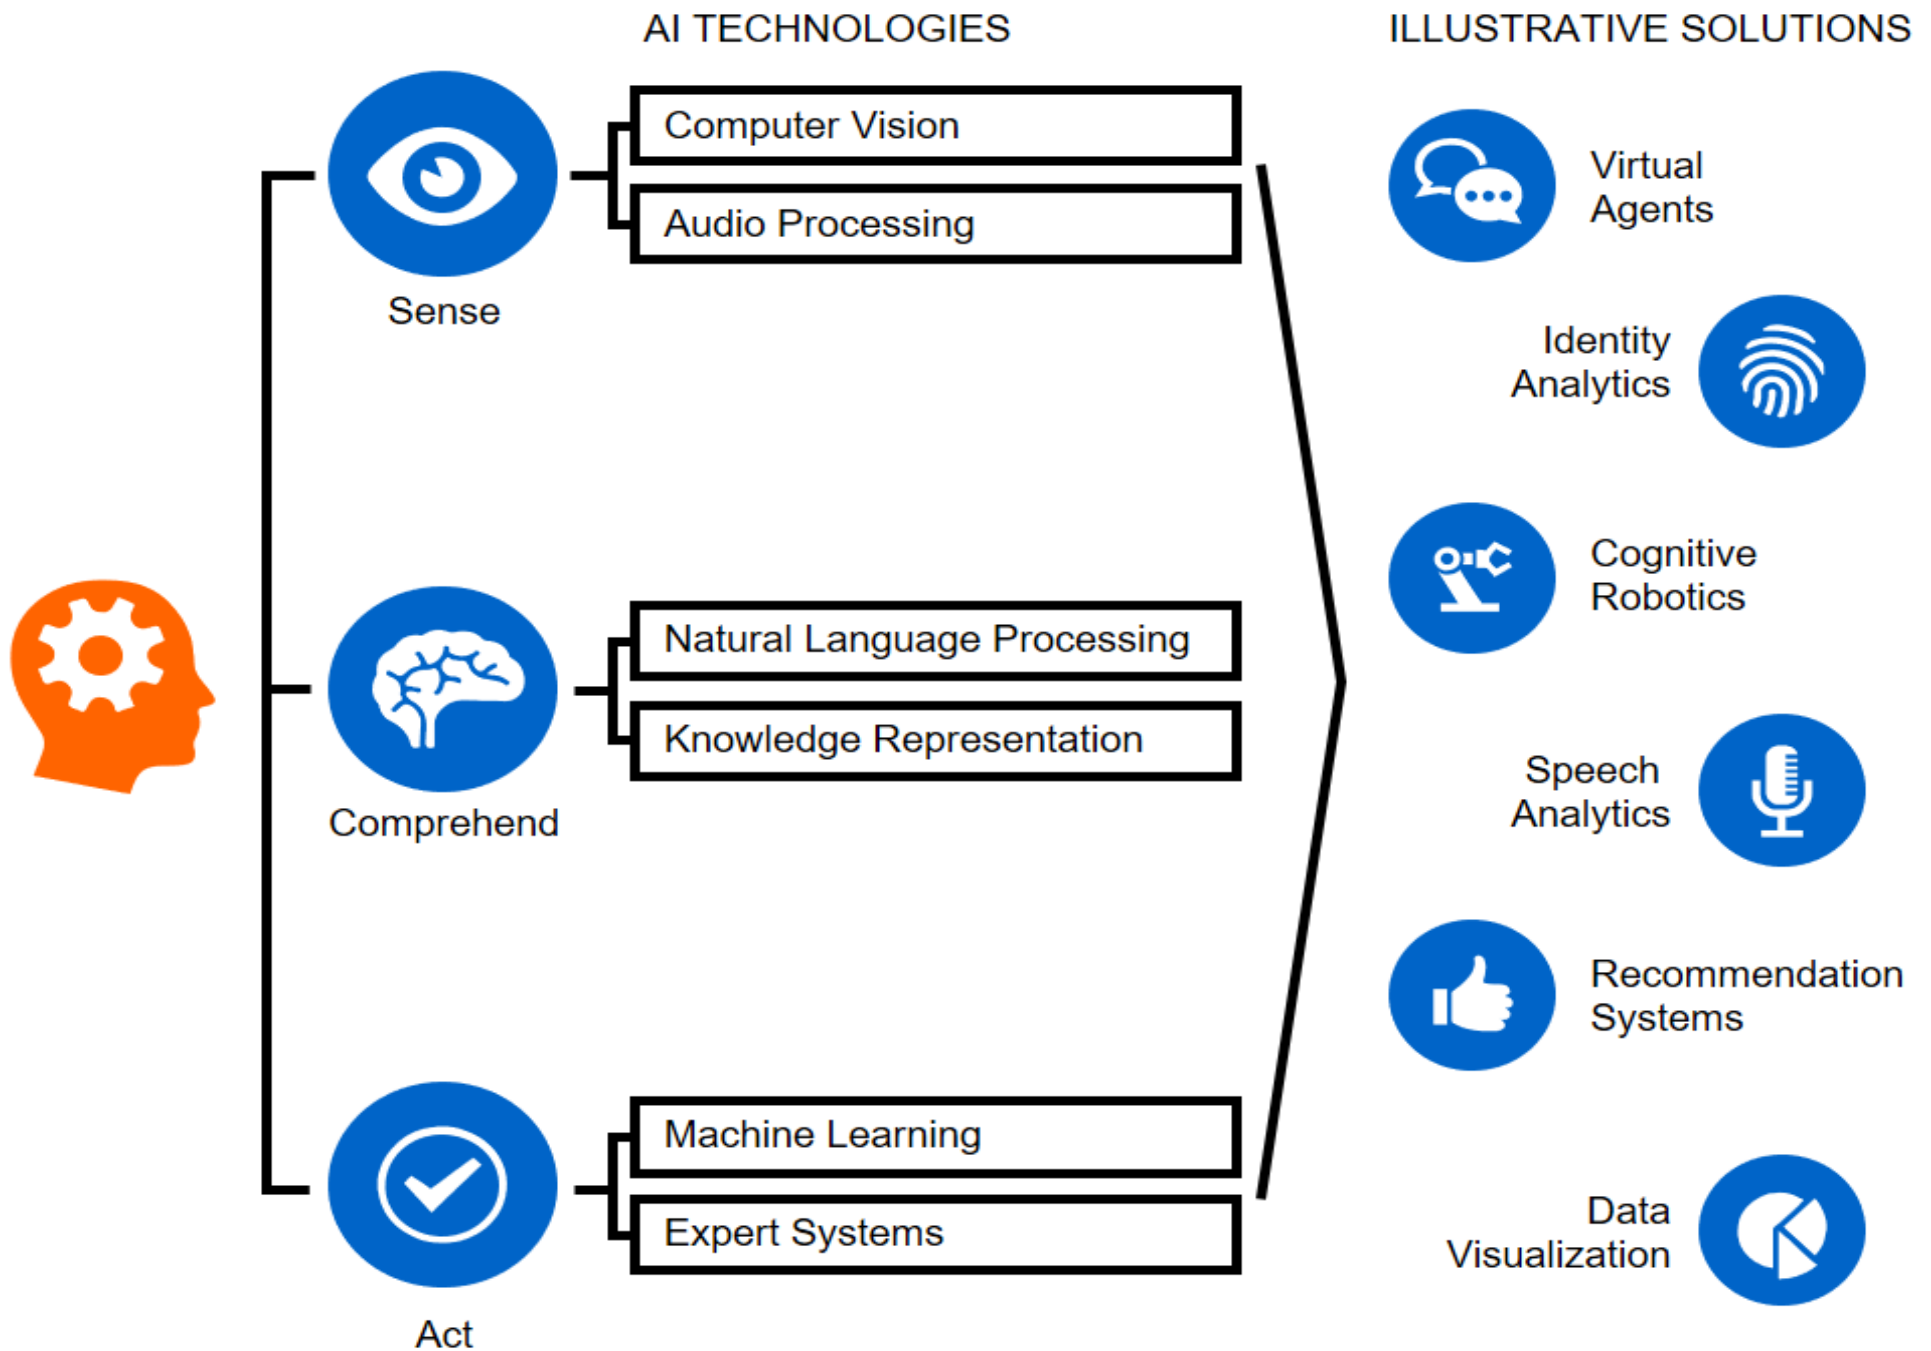 AI TECHNOLOGIES
ILLUSTRATIVE SOLUTIONS
Sense
Computer Vision
Audio Processing
Comprehend
Natural Language Processing
Knowledge Representation
Act
Machine Learning
Expert Systems
Virtual
Agents
Identity
Analytics
Cognitive
Robotics
Speech
Analytics
Recommendation
Systems
Data
Visualization